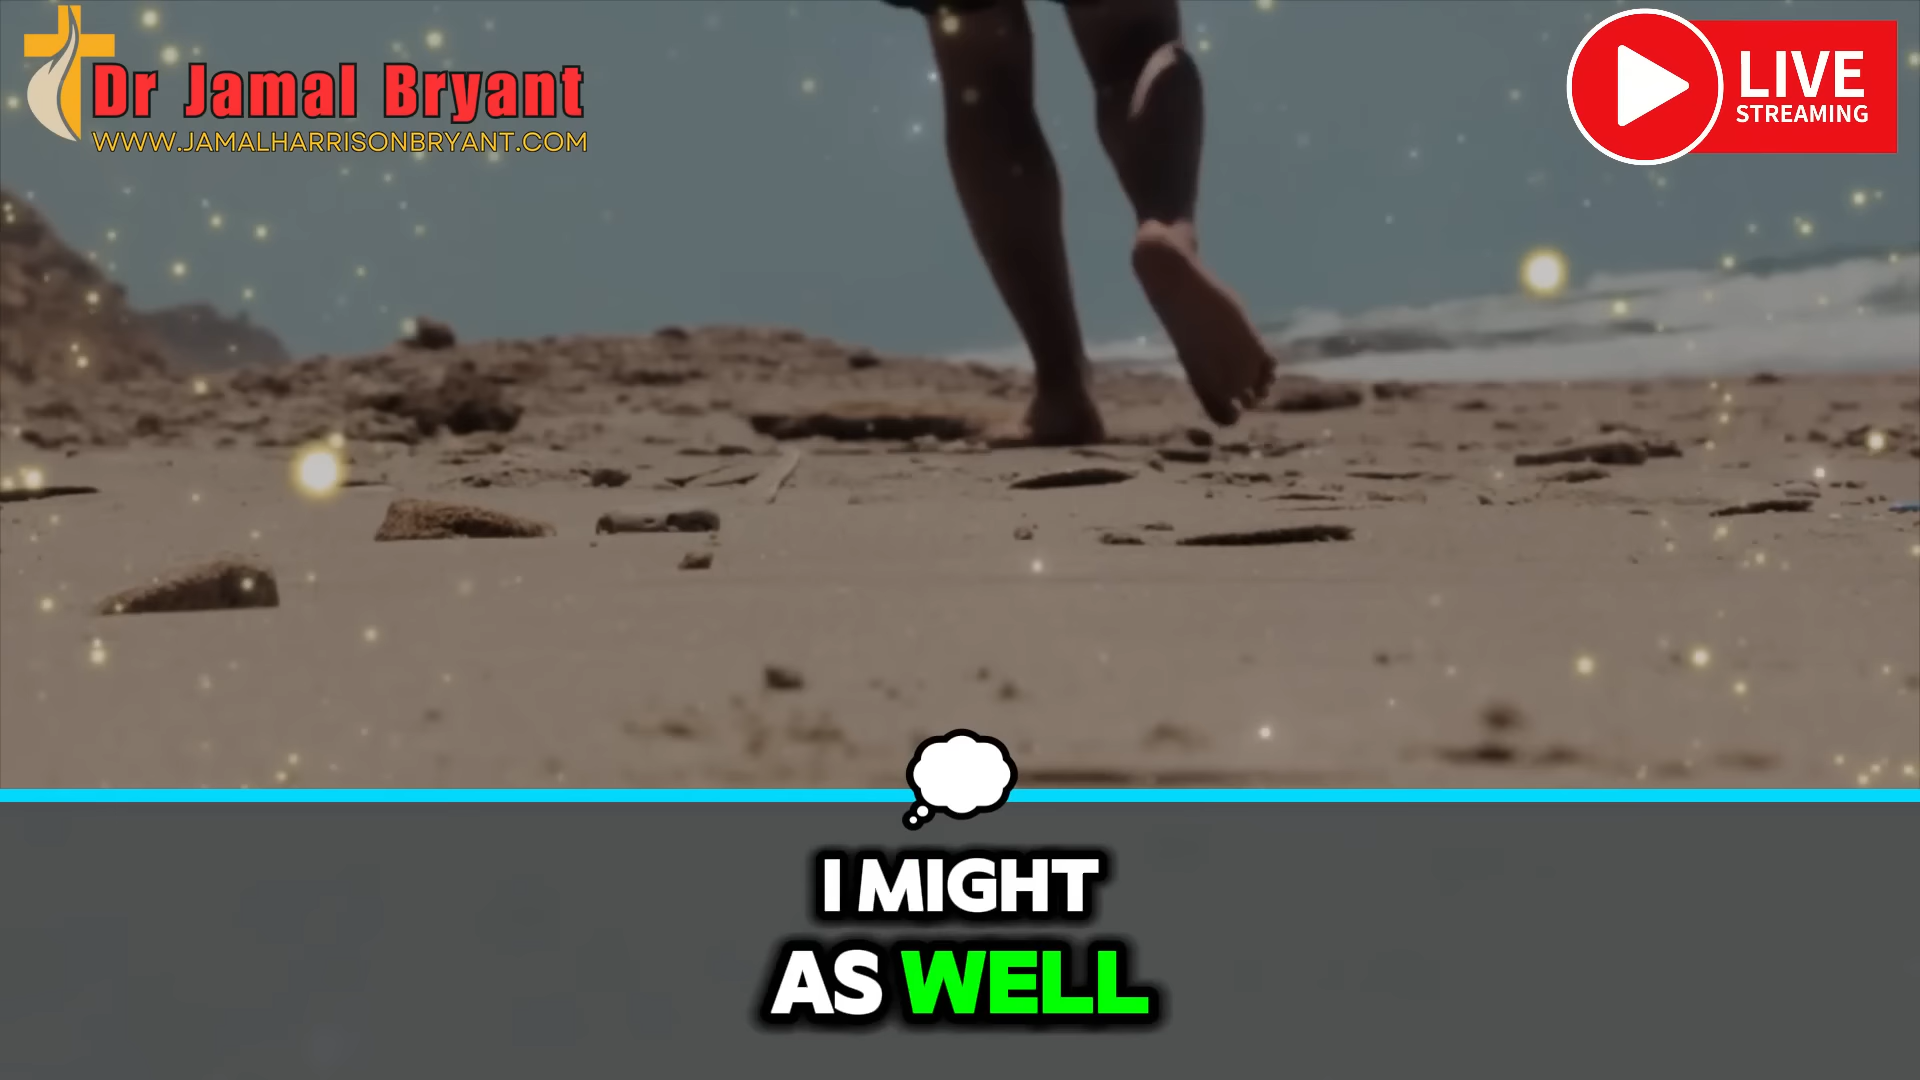 Dr Jamal Bryant
WWW.JAMALHARRISONBRYANT.COM
LIVE
STREAMING
I MIGHT
AS WELL